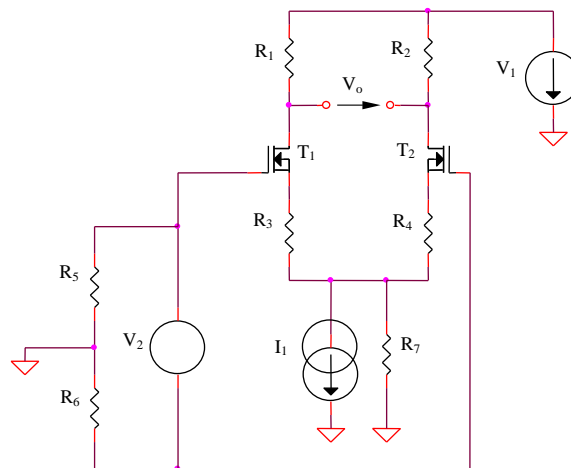 R₁
R₂
V₁
Vₒ
T₁
T₂
R₃
R₄
R₅
V₂
I₁
R₇
R₆